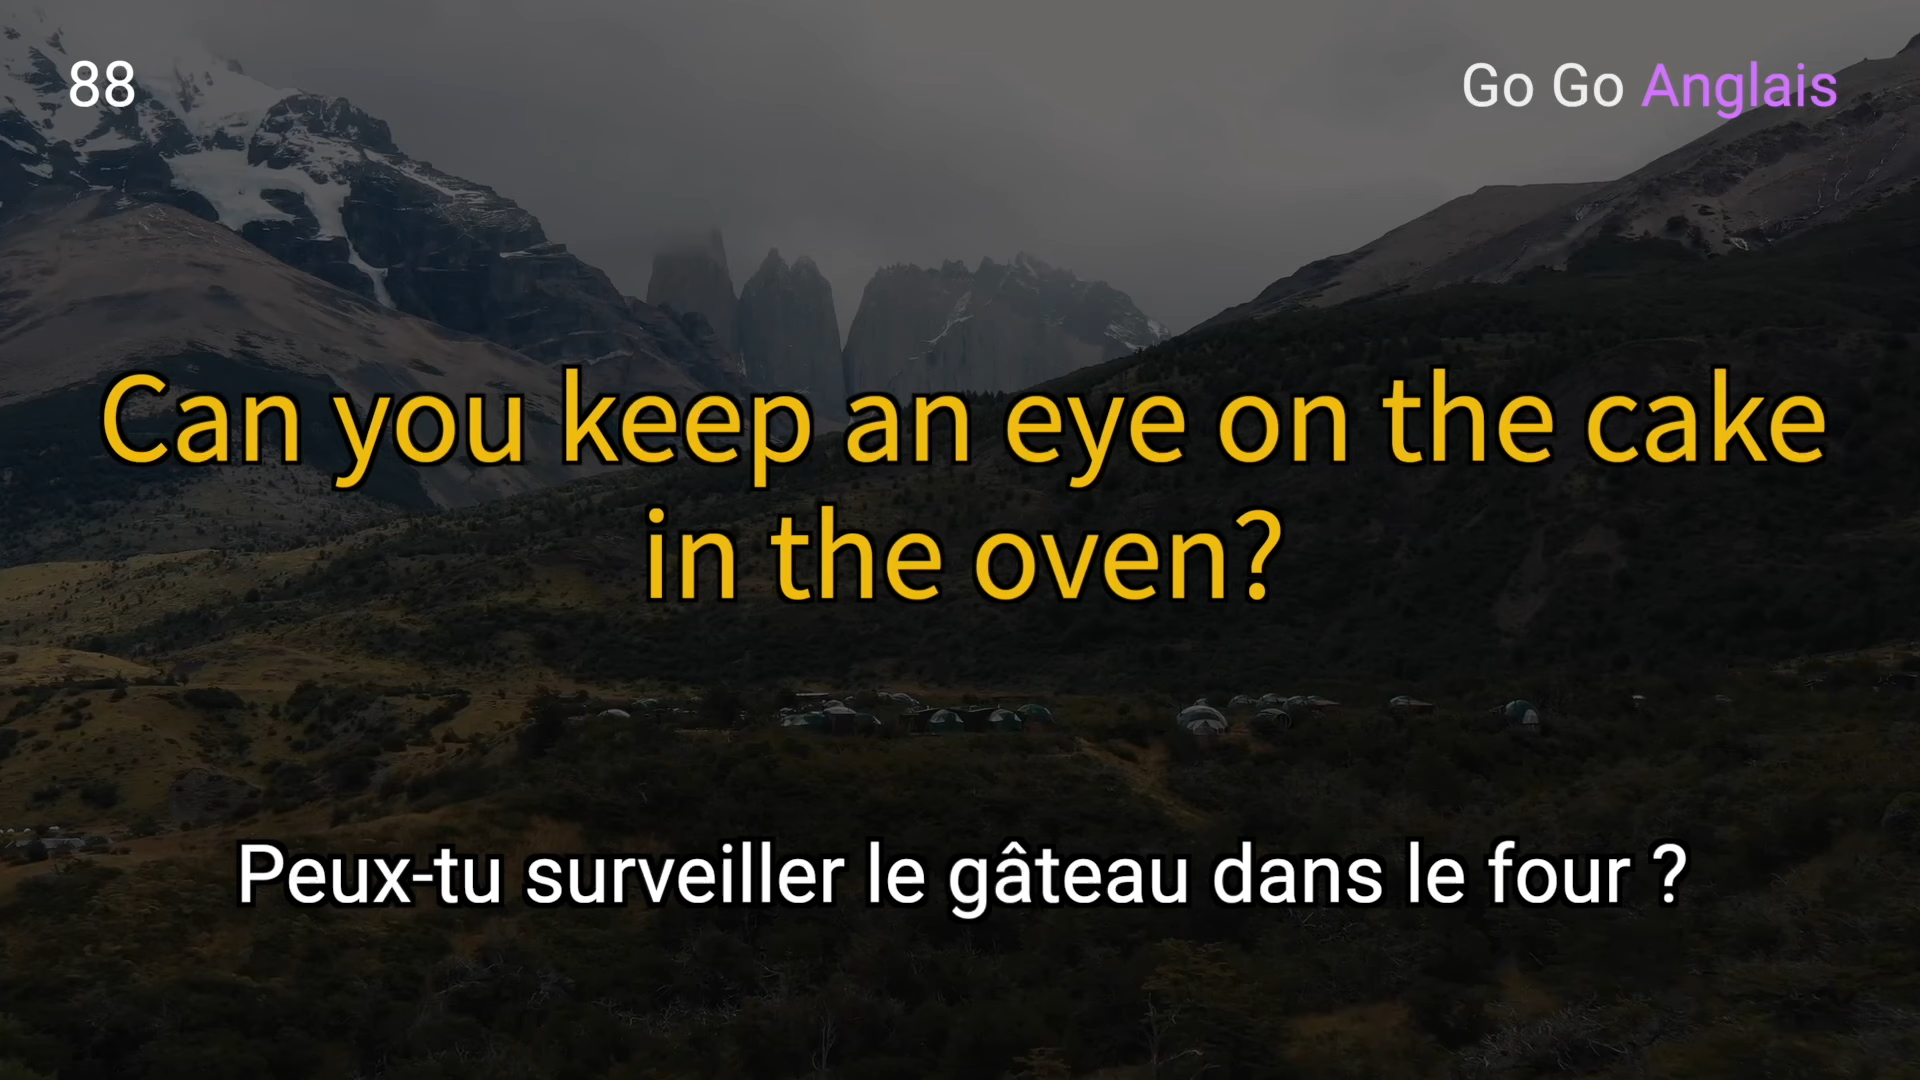 88
Go Go Anglais
Can you keep an eye on the cake
in the oven?
Peux-tu surveiller le gâteau dans le four ?